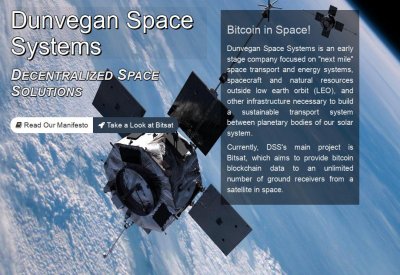 Dunvegan Space
Systems
Decentralized Space
Solutions
Read Our Manifesto
Take a Look at Bitsat
Bitcoin in Space!
Dunvegan Space Systems is an early
stage company focused on "next mile"
space transport and energy systems,
spacecraft and natural resources
outside low earth orbit (LEO), and
other infrastructure necessary to build
a sustainable transport system
between planetary bodies of our solar
system.
Currently, DSS's main project is
Bitsat, which aims to provide bitcoin
blockchain data to an unlimited
number of ground receivers from a
satellite in space.